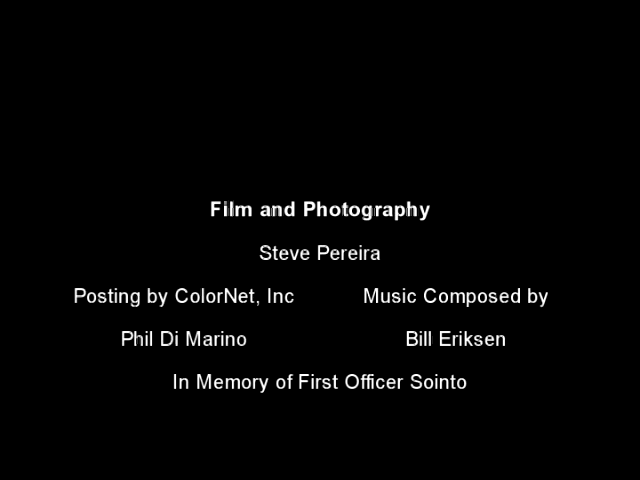 Film and Photography
Steve Pereira
Posting by ColorNet, Inc
Music Composed by
Phil Di Marino
Bill Eriksen
In Memory of First Officer Sointo